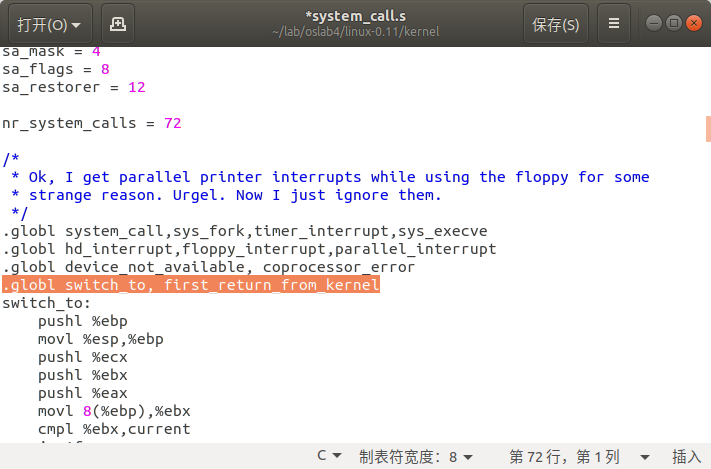 打开(O)
*system_call.s
~/lab/oslab4/linux-0.11/kernel
保存(S)
sa_mask = 4
sa_flags = 8
sa_restorer = 12
nr_system_calls = 72
/*
* Ok, I get parallel printer interrupts while using the floppy for some
* strange reason. Urgel. Now I just ignore them.
*/
.globl system_call,sys_fork,timer_interrupt,sys_execve
.globl hd_interrupt,floppy_interrupt,parallel_interrupt
.globl device_not_available, coprocessor_error
.globl switch_to, first_return_from_kernel
switch_to:
pushl %ebp
movl %esp,%ebp
pushl %ecx
pushl %ebx
pushl %eax
movl 8(%ebp),%ebx
cmpl %ebx,current
C
制表符宽度：8
第 72 行，第 1 列
插入